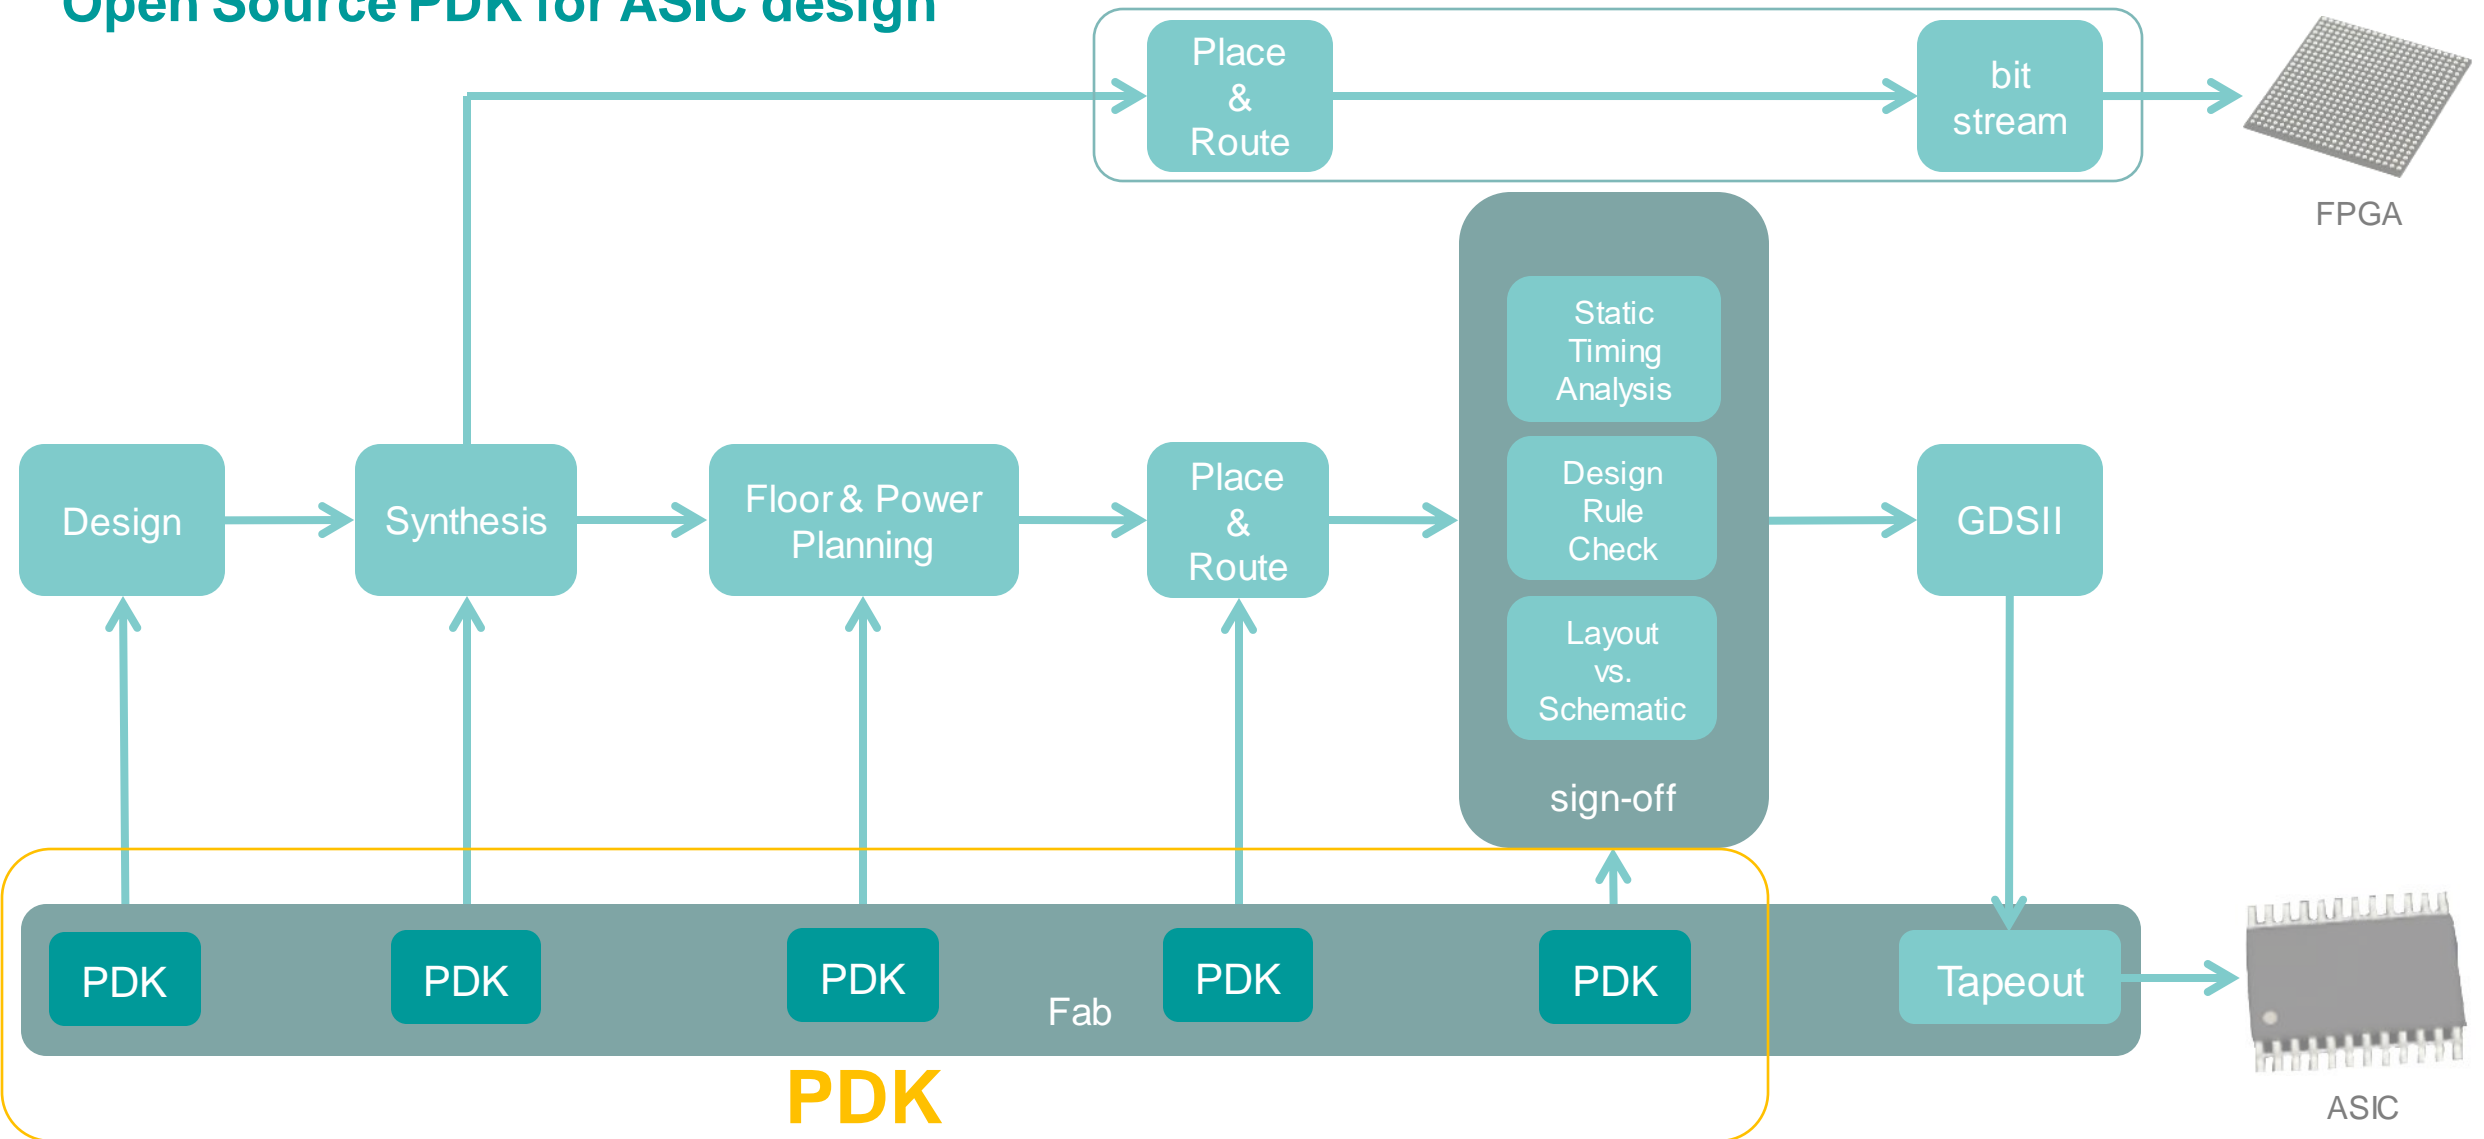 Open Source PDK for ASIC design
Place
&
Route
bit
stream
FPGA
Static
Timing
Analysis
Design
Rule
Check
Layout
vs.
Schematic
sign-off
Design
Synthesis
Floor & Power
Planning
Place
&
Route
GDSII
PDK
PDK
PDK
PDK
PDK
Fab
Tapeout
PDK
ASIC